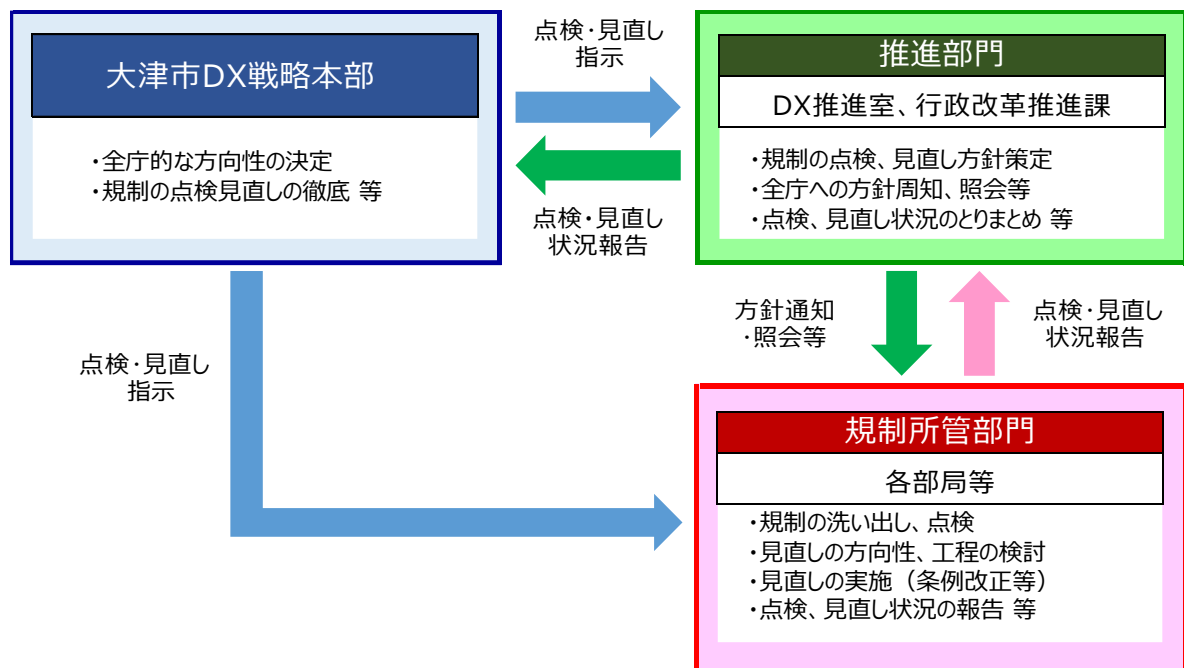 大津市DX戦略本部
・全庁的な方向性の決定
・規制の点検見直しの徹底 等
点検・見直し
指示
点検・見直し
状況報告
推進部門
DX推進室、行政改革推進課
・規制の点検、見直し方針策定
・全庁への方針周知、照会等
・点検、見直し状況のとりまとめ 等
方針通知
・照会等
点検・見直し
状況報告
点検・見直し
指示
規制所管部門
各部局等
・規制の洗い出し、点検
・見直しの方向性、工程の検討
・見直しの実施（条例改正等）
・点検、見直し状況の報告 等